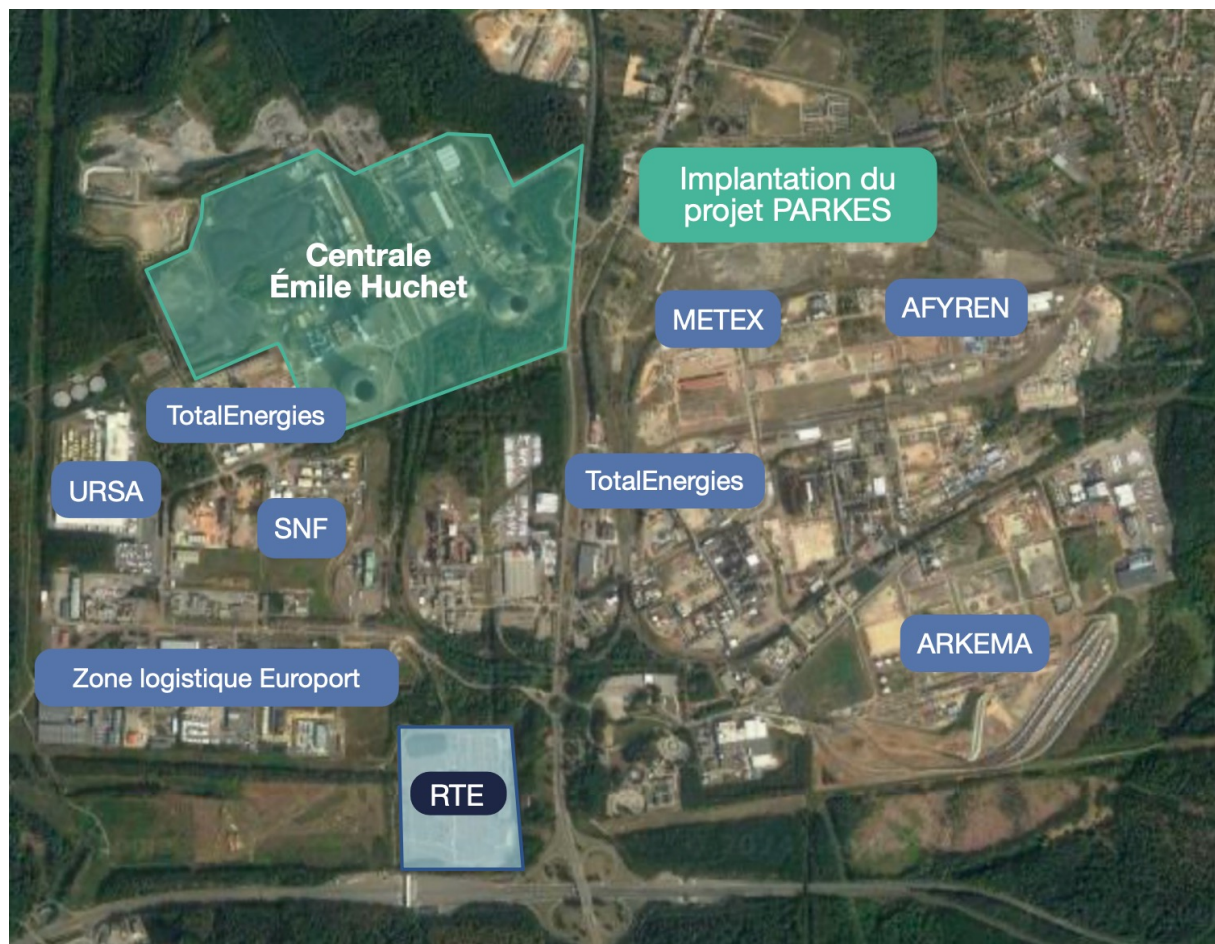 Implantation du
projet PARKES
Centrale
Émile Huchet
METEX
AFYREN
TotalEnergies
URSA
TotalEnergies
SNF
ARKEMA
Zone logistique Europort
RTE